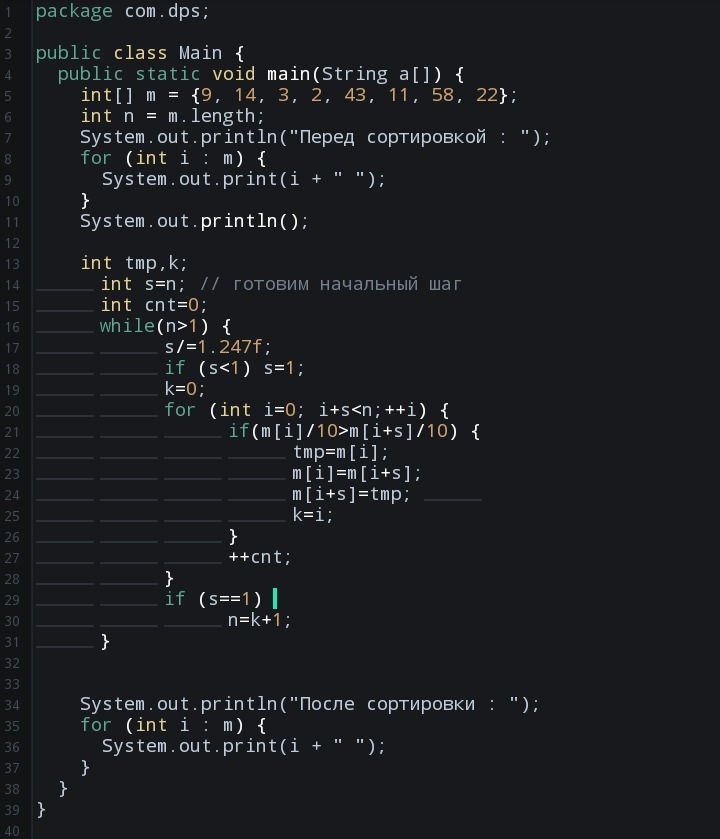 1 package com.dps;
2
3 public class Main {
4 public static void main(String a[]) {
5 int[] m = {9, 14, 3, 2, 43, 11, 58, 22};
6 int n = m.length;
7 System.out.println("Перед сортировкой : ");
8 for (int i : m) {
9 System.out.print(i + " ");
10 }
11 System.out.println();
12
13 int tmp,k;
14 int s=n; // готовим начальный шаг
15 int cnt=0;
16 while(n>1) {
17 s/=1.247f;
18 if (s<1) s=1;
19 k=0;
20 for (int i=0; i+s<n;++i) {
21 if(m[i]/10>m[i+s]/10) {
22 tmp=m[i];
23 m[i]=m[i+s];
24 m[i+s]=tmp;
25 k=i;
26 }
27 ++cnt;
28 }
29 if (s==1)
30 n=k+1;
31 }
32
33
34 System.out.println("После сортировки : ");
35 for (int i : m) {
36 System.out.print(i + " ");
37 }
38 }
39 }
40